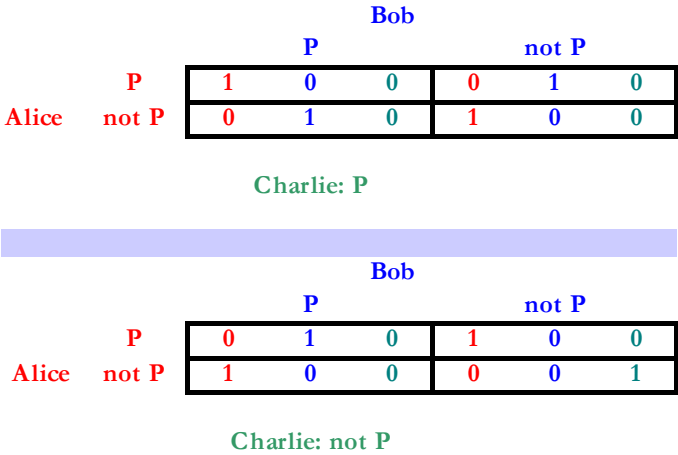 Bob
P not P
P 1 0 0 0 1 0
Alice not P 0 1 0 1 0 0
Charlie: P
Bob
P not P
P 0 1 0 1 0 0
Alice not P 1 0 0 0 0 1
Charlie: not P